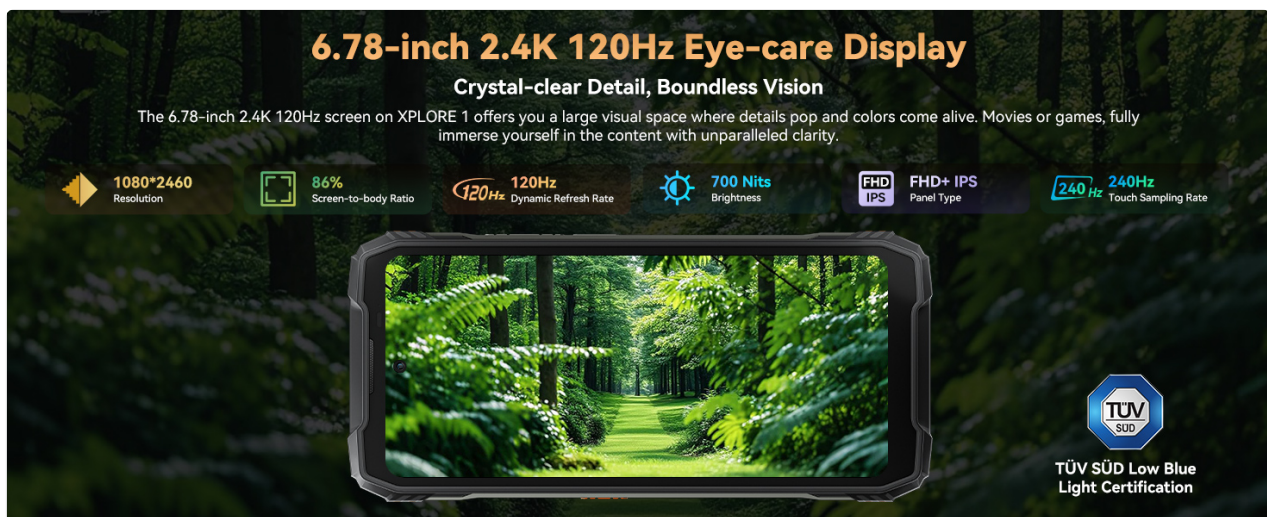 6.78-inch 2.4K 120Hz Eye-care Display
Crystal-clear Detail, Boundless Vision
The 6.78-inch 2.4K 120Hz screen on XPLORE 1 offers you a large visual space where details pop and colors come alive. Movies or games, fully
immerse yourself in the content with unparalleled clarity.
1080*2460
Resolution
86%
Screen-to-body Ratio
120Hz
120Hz
Dynamic Refresh Rate
700 Nits
Brightness
FHD
IPS
FHD+ IPS
Panel Type
240 Hz
240Hz
Touch Sampling Rate
TÜV
SÜD
TÜV SÜD Low Blue
Light Certification